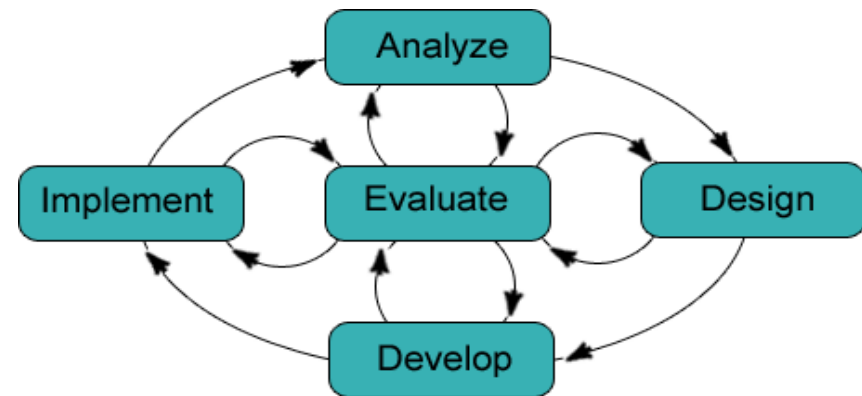 Analyze
Implement
Evaluate
Design
Develop